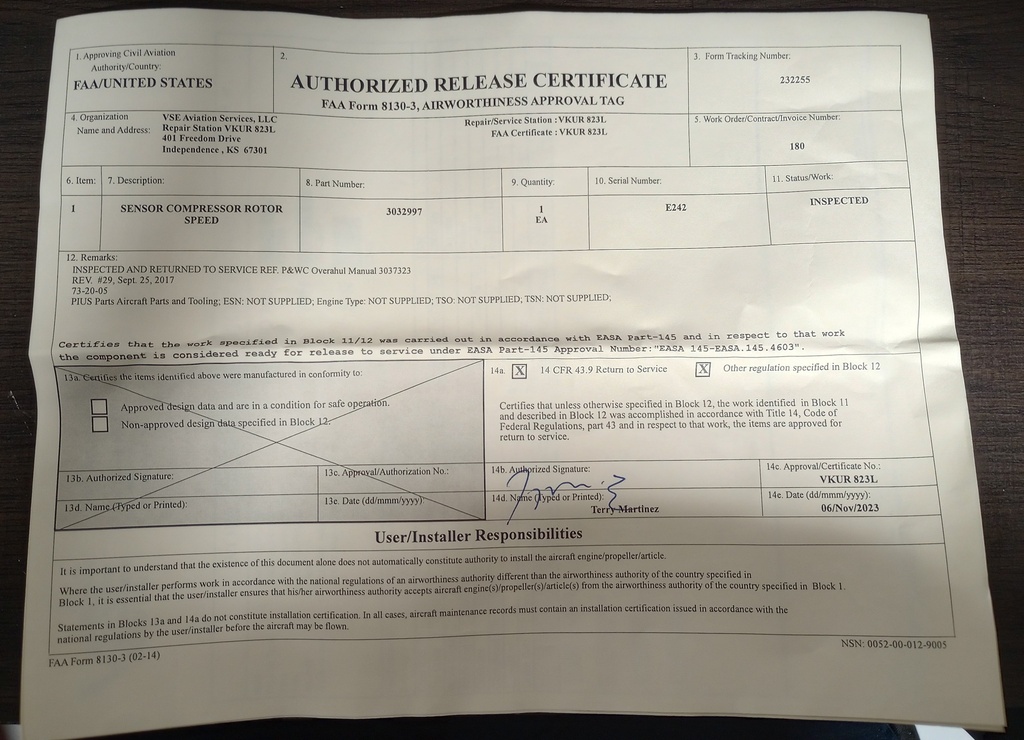 1. Approving Civil Aviation
Authority/Country:
FAA/UNITED STATES
2.
AUTHORIZED RELEASE CERTIFICATE
FAA Form 8130-3, AIRWORTHINESS APPROVAL TAG
3. Form Tracking Number:
232255
4. Organization
Name and Address:
VSE Aviation Services, LLC
Repair Station VKUR 823L
401 Freedom Drive
Independence , KS 67301
Repair/Service Station : VKUR 823L
FAA Certificate : VKUR 823L
5. Work Order/Contract/Invoice Number:
180
6. Item:
7. Description:
8. Part Number:
9. Quantity:
10. Serial Number:
11. Status/Work:
1
SENSOR COMPRESSOR ROTOR
SPEED
3032997
1
EA
E242
INSPECTED
12. Remarks:
INSPECTED AND RETURNED TO SERVICE REF. P&WC Overahul Manual 3037323
REV. #29, Sept. 25, 2017
73-20-05
PIUS Parts Aircraft Parts and Tooling; ESN: NOT SUPPLIED; Engine Type: NOT SUPPLIED; TSO: NOT SUPPLIED; TSN: NOT SUPPLIED;
Certifies that the work specified in Block 11/12 was carried out in accordance with EASA Part-145 and in respect to that work
the component is considered ready for release to service under EASA Part-145 Approval Number:"EASA 145-EASA.145.4603".
13a. Certifies the items identified above were manufactured in conformity to:
Approved design data and are in a condition for safe operation.
Non-approved design data specified in Block 12.
13b. Authorized Signature:
13c. Approval/Authorization No.:
13d. Name (Typed or Printed):
13e. Date (dd/mmm/yyyy):
14a. X 14 CFR 43.9 Return to Service X Other regulation specified in Block 12
Certifies that unless otherwise specified in Block 12, the work identified in Block 11
and described in Block 12 was accomplished in accordance with Title 14, Code of
Federal Regulations, part 43 and in respect to that work, the items are approved for
return to service.
14b. Authorized Signature:
14c. Approval/Certificate No.:
VKUR 823L
14d. Name (Typed or Printed):
Terry Martinez
14e. Date (dd/mmm/yyyy):
06/Nov/2023
User/Installer Responsibilities
It is important to understand that the existence of this document alone does not automatically constitute authority to install the aircraft engine/propeller/article.
Where the user/installer performs work in accordance with the national regulations of an airworthiness authority different than the airworthiness authority of the country specified in
Block 1, it is essential that the user/installer ensures that his/her airworthiness authority accepts aircraft engine(s)/propeller(s)/article(s) from the airworthiness authority of the country specified in Block 1.
Statements in Blocks 13a and 14a do not constitute installation certification. In all cases, aircraft maintenance records must contain an installation certification issued in accordance with the
national regulations by the user/installer before the aircraft may be flown.
FAA Form 8130-3 (02-14)
NSN: 0052-00-012-9005